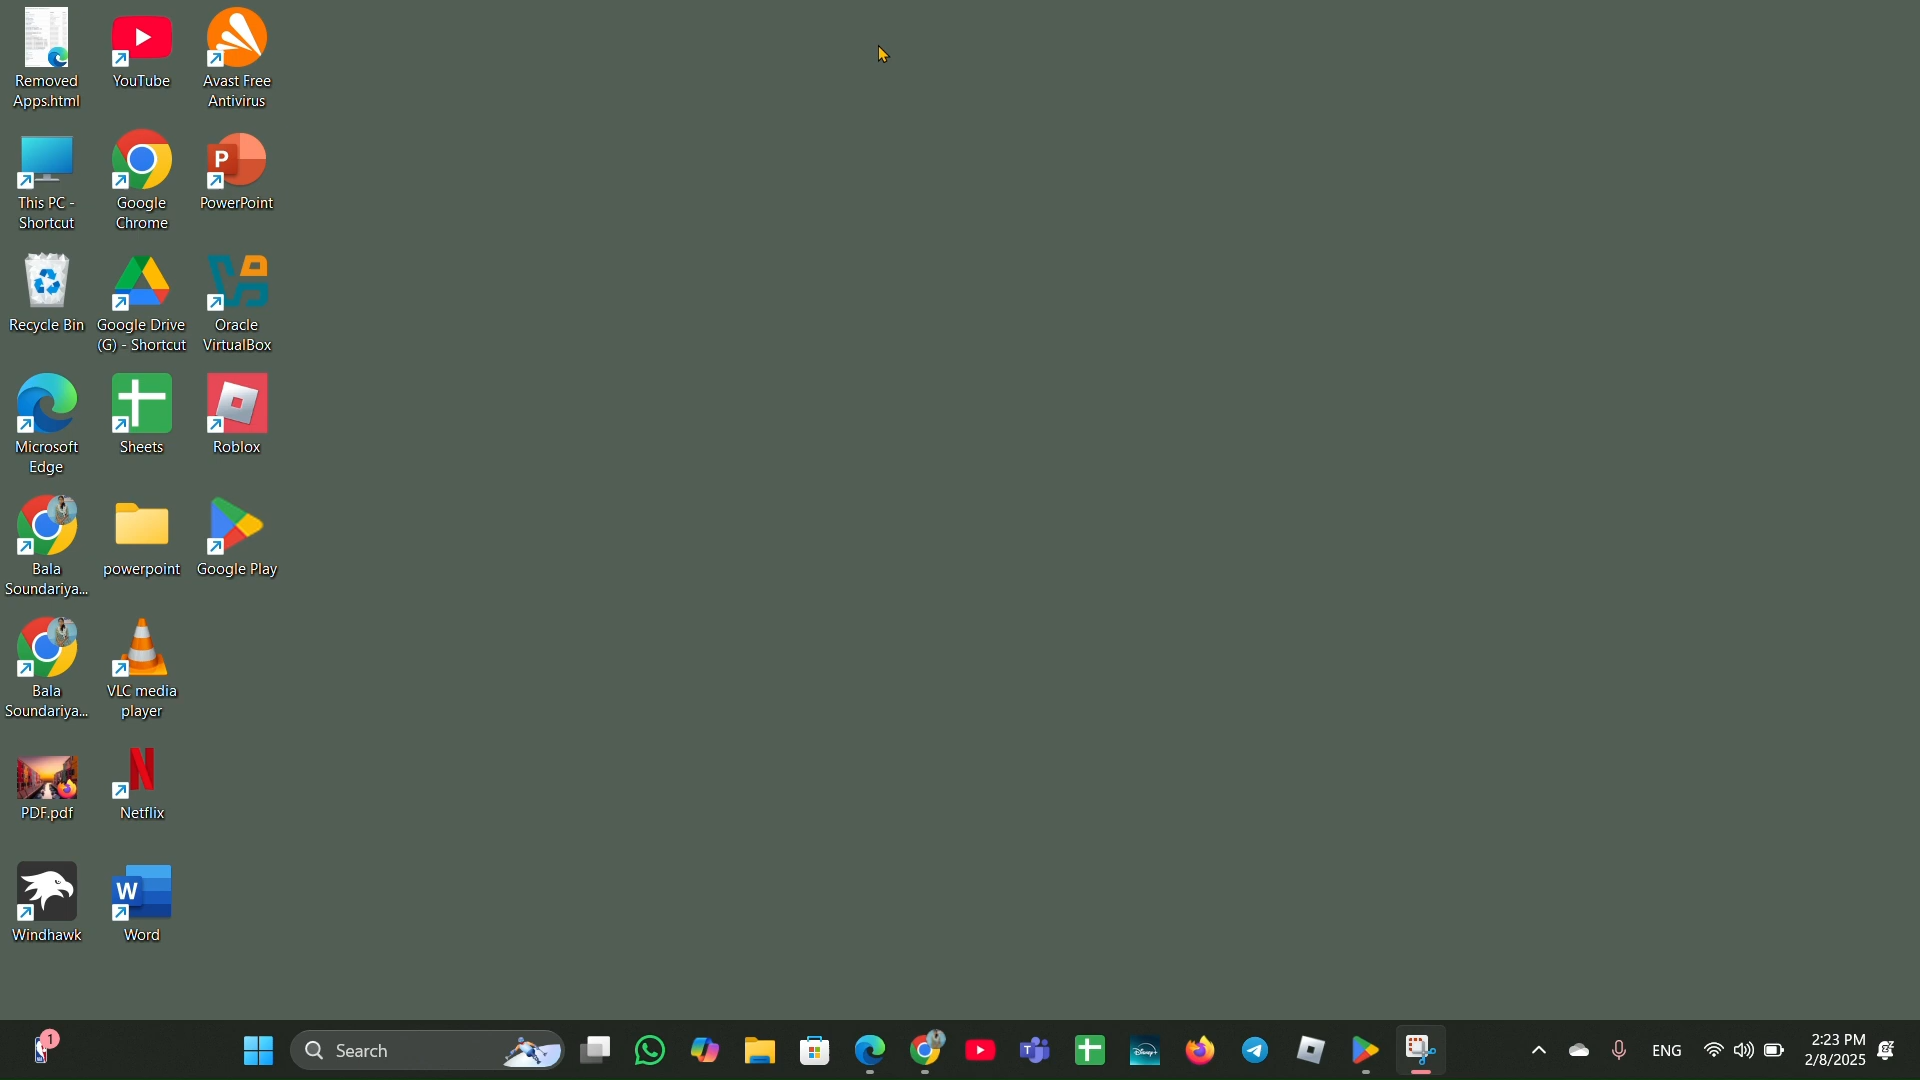 Removed
Apps.html
YouTube
Avast Free
Antivirus
This PC -
Shortcut
Google
Chrome
P
PowerPoint
Recycle Bin
Google Drive
(G) - Shortcut
Oracle
VirtualBox
Microsoft
Edge
Sheets
Roblox
Bala
Soundariya...
powerpoint
Google Play
Bala
Soundariya...
VLC media
player
PDF.pdf
N
Netflix
Windhawk
W
Word
1
Search
T
Disney+
ENG
2:23 PM
2/8/2025